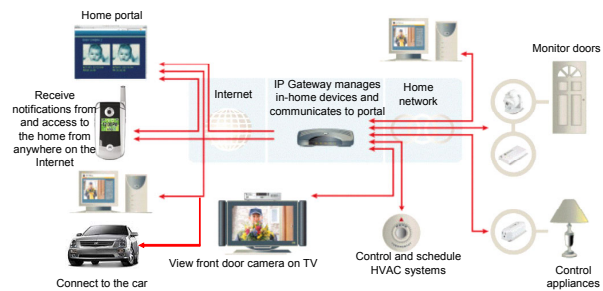 Home portal
Receive
notifications from
and access to
the home from
anywhere on the
Internet
Internet
IP Gateway manages
in-home devices and
communicates to portal
Home
network
Monitor doors
Connect to the car
View front door camera on TV
Control and schedule
HVAC systems
Control
appliances